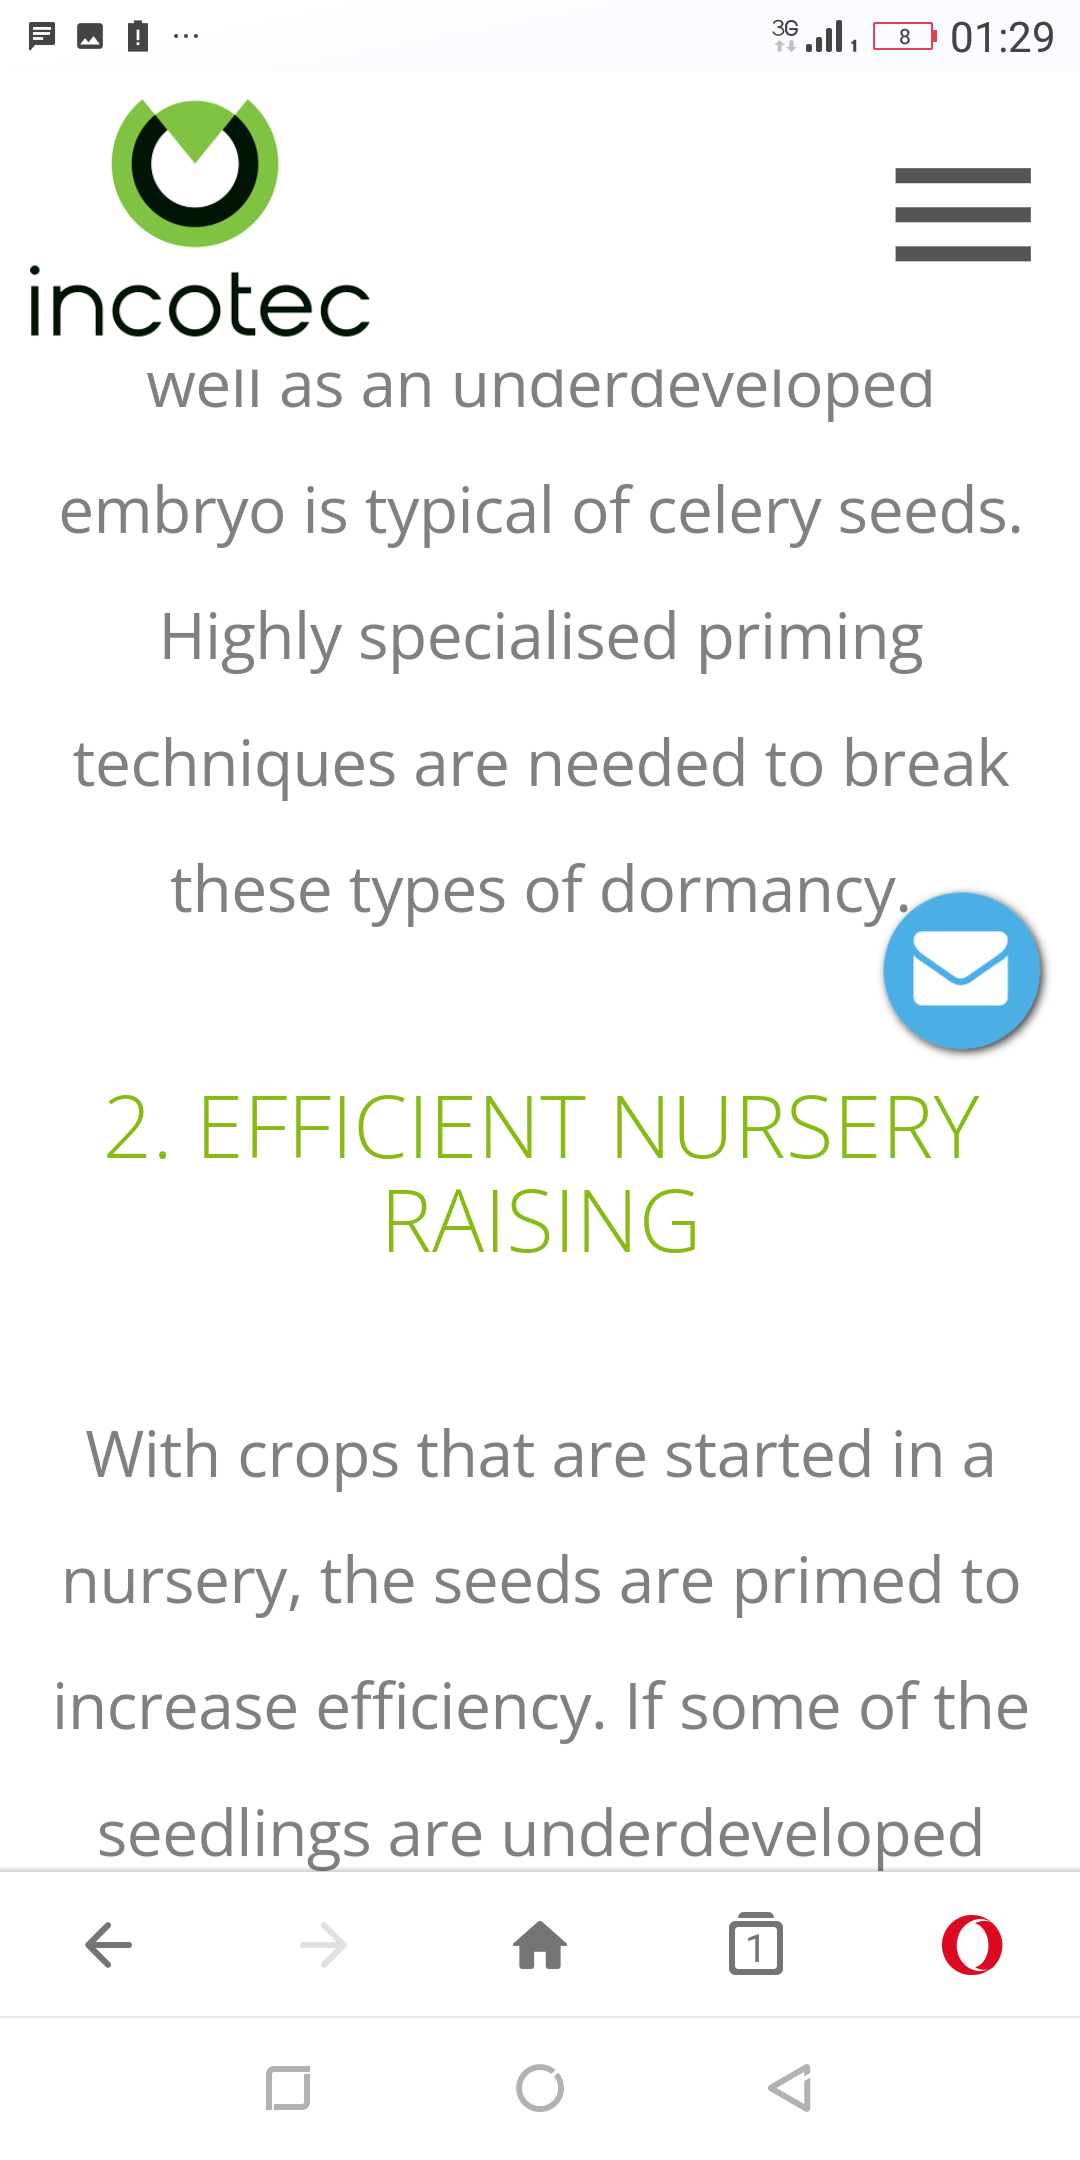 3G 1 8 01:29
incotec
well as an underdeveloped
embryo is typical of celery seeds.
Highly specialised priming
techniques are needed to break
these types of dormancy.
2. EFFICIENT NURSERY
RAISING
With crops that are started in a
nursery, the seeds are primed to
increase efficiency. If some of the
seedlings are underdeveloped
1